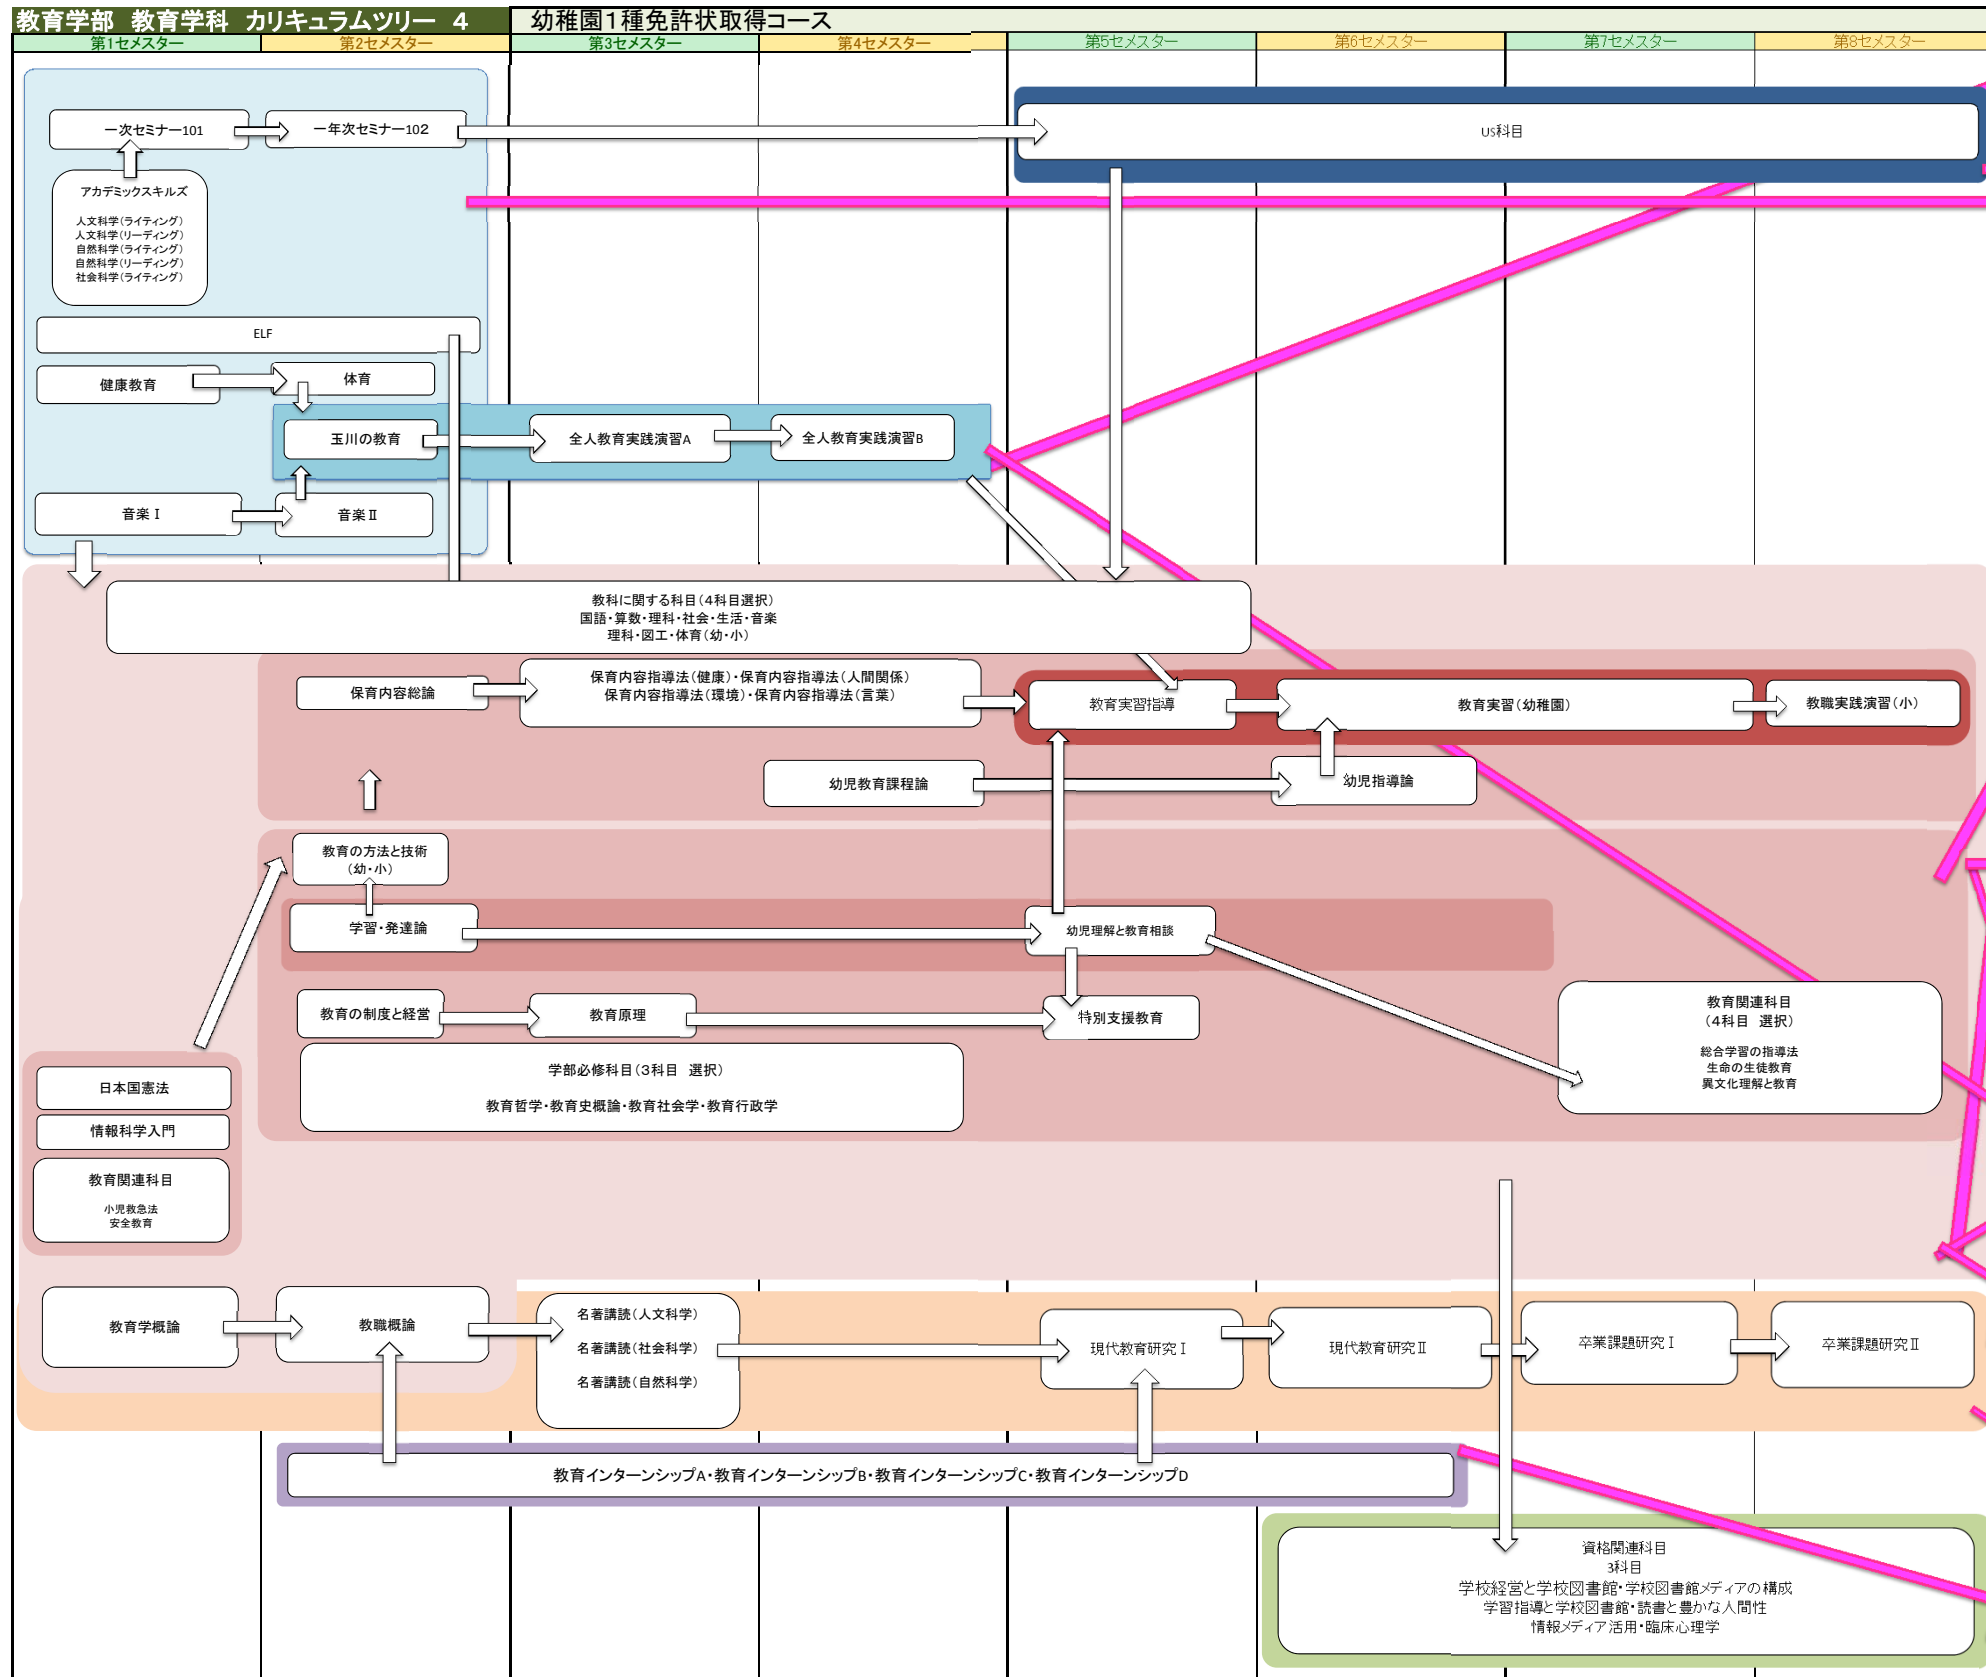 教育学部 教育学科 カリキュラムツリー 4
幼稚園1種免許状取得コース
第1セメスター
第2セメスター
第3セメスター
第4セメスター
第5セメスター
第6セメスター
第7セメスター
第8セメスター
一次セミナー101
一年次セミナー102
US科目
アカデミックスキルズ
人文科学(ライティング)
人文科学(リーディング)
自然科学(ライティング)
自然科学(リーディング)
社会科学(ライティング)
ELF
健康教育
体育
玉川の教育
全人教育実践演習A
全人教育実践演習B
音楽Ⅰ
音楽Ⅱ
教科に関する科目(4科目選択)
国語・算数・理科・社会・生活・音楽
理科・図工・体育(幼・小)
保育内容総論
保育内容指導法(健康)・保育内容指導法(人間関係)
保育内容指導法(環境)・保育内容指導法(言葉)
教育実習指導
教育実習(幼稚園)
教職実践演習(小)
幼児教育課程論
幼児指導論
教育の方法と技術
(幼・小)
学習・発達論
幼児理解と教育相談
教育の制度と経営
教育原理
特別支援教育
教育関連科目
(4科目 選択)
総合学習の指導法
生命の生徒教育
異文化理解と教育
学部必修科目(3科目 選択)
教育哲学・教育史概論・教育社会学・教育行政学
日本国憲法
情報科学入門
教育関連科目
小児救急法
安全教育
教育学概論
教職概論
名著講読(人文科学)
名著講読(社会科学)
名著講読(自然科学)
現代教育研究Ⅰ
現代教育研究Ⅱ
卒業課題研究Ⅰ
卒業課題研究Ⅱ
教育インターンシップA・教育インターンシップB・教育インターンシップC・教育インターンシップD
資格関連科目
3科目
学校経営と学校図書館・学校図書館メディアの構成
学習指導と学校図書館・読書と豊かな人間性
情報メディア活用・臨床心理学